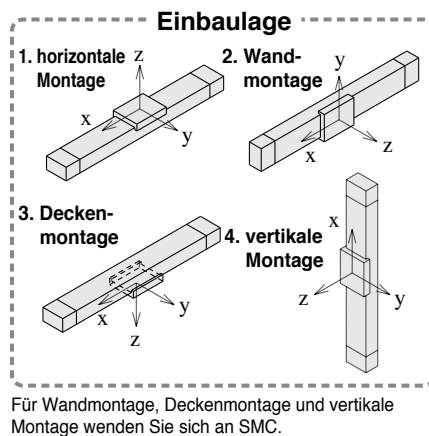 Einbaulage
1. horizontale
Montage
z
x
y
2. Wand-
montage
y
x
z
3. Decken-
montage
x
y
z
4. vertikale
Montage
x
z
y
Für Wandmontage, Deckenmontage und vertikale
Montage wenden Sie sich an SMC.